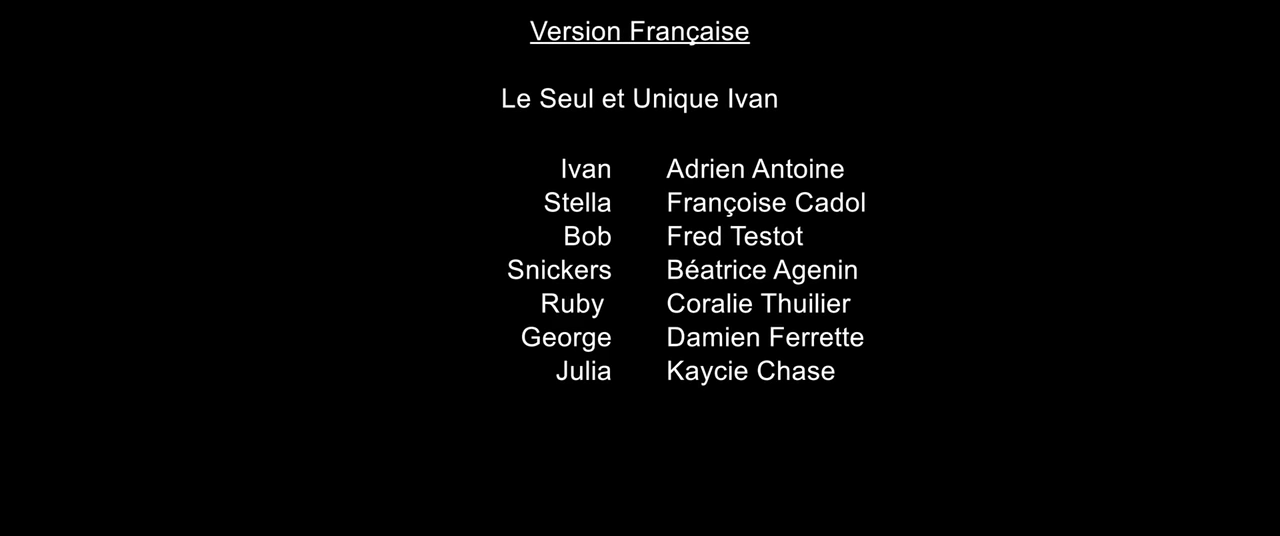 Version Française
Le Seul et Unique Ivan
Ivan Adrien Antoine
Stella Françoise Cadol
Bob Fred Testot
Snickers Béatrice Agenin
Ruby Coralie Thuilier
George Damien Ferrette
Julia Kaycie Chase